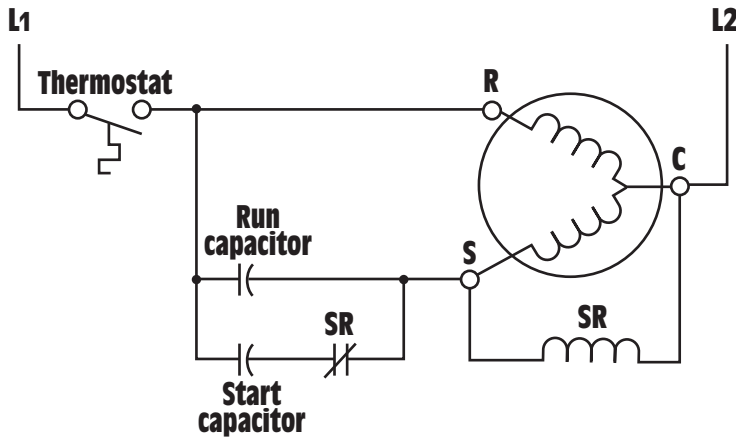 L1
L2
Thermostat
R
C
Run
capacitor
S
SR
SR
Start
capacitor